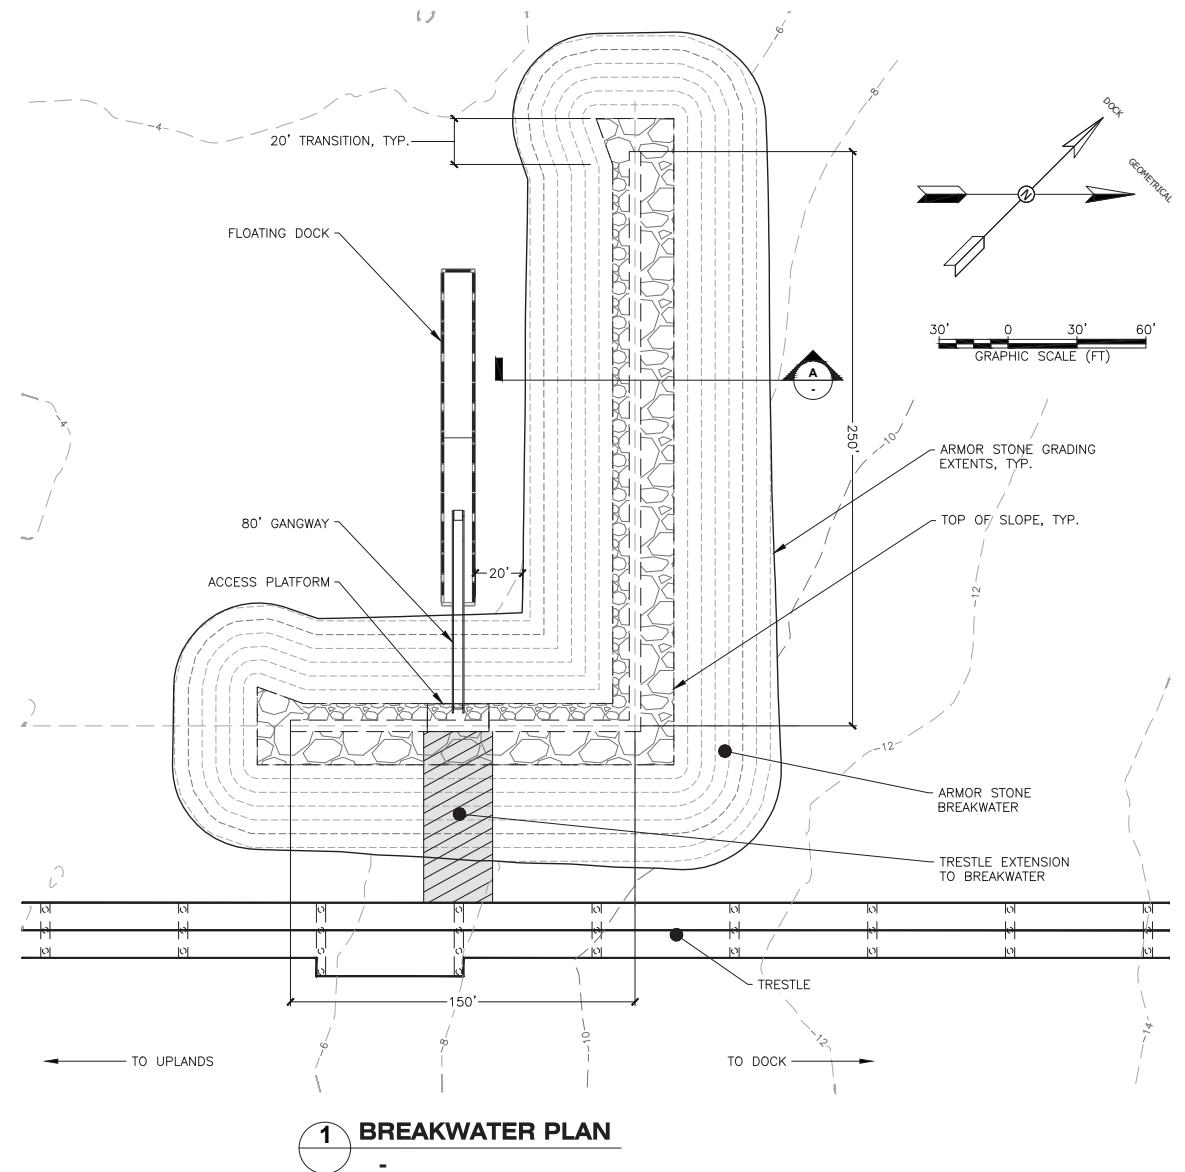 -6
-8
-4
DOCK
20' TRANSITION, TYP.
GEOMETRICAL
N
FLOATING DOCK
30' 0 30' 60'
GRAPHIC SCALE (FT)
A
-
-4
250'
-10
ARMOR STONE GRADING
EXTENTS, TYP.
80' GANGWAY
TOP OF SLOPE, TYP.
20'
ACCESS PLATFORM
-12
-12
ARMOR STONE
BREAKWATER
TRESTLE EXTENSION
TO BREAKWATER
TRESTLE
150'
-6
-8
-10
-12
-14
TO UPLANDS
TO DOCK
1
BREAKWATER PLAN
-